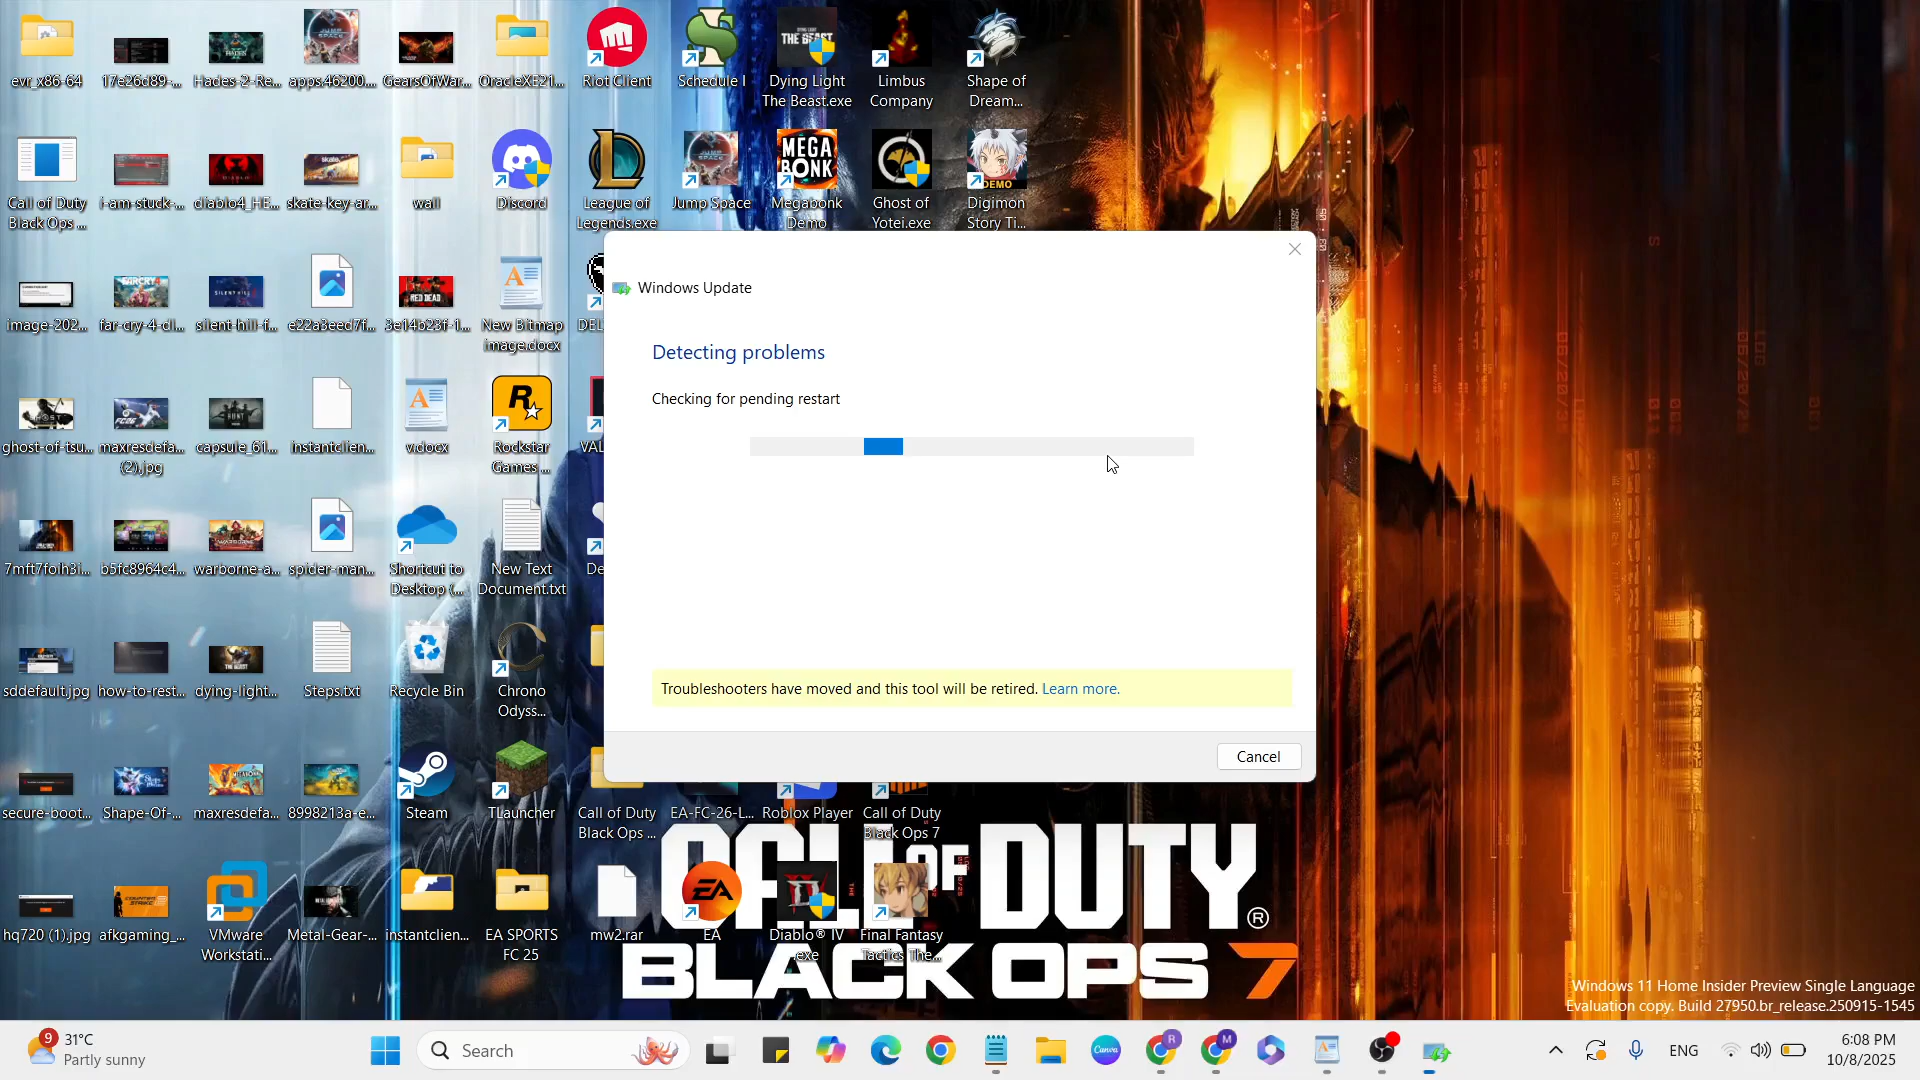 evr_x86-64
17e26d89-...
Hades-2-Re...
apps.46200....
GearsOfWar...
OracleXE21...
Riot Client
Schedule I
Dying Light
The Beast.exe
Limbus
Company
Shape of
Dream...
Call of Duty
Black Ops ...
i-am-stuck-...
diablo4_HE...
skate-key-ar...
wall
Discord
League of
Legends.exe
Jump Space
Megabonk
Demo
Ghost of
Yotei.exe
Digimon
Story Ti...
image-202...
far-cry-4-di...
silent-hill-f...
e22a3eed7f...
3e14b23f-1...
New Bitmap
image.docx
DEL
Windows Update
Detecting problems
Checking for pending restart
ghost-of-tsu...
maxresdefa...
(2).jpg
capsule_61...
instantclien...
v.docx
Rockstar
Games ...
VAL
7mft7foih3i...
b5fc8964c4...
warborne-a...
spider-man...
Shortcut to
Desktop (...
New Text
Document.txt
De
sddefault.jpg
how-to-rest...
dying-light...
Steps.txt
Recycle Bin
Chrono
Odyss...
Troubleshooters have moved and this tool will be retired. Learn more.
Cancel
secure-boot...
Shape-Of-...
maxresdefa...
8998213a-e...
Steam
TLauncher
Call of Duty
Black Ops ...
EA-FC-26-L...
Roblox Player
Call of Duty
Black Ops 7
hq720 (1).jpg
afkgaming_...
VMware
Workstati...
Metal-Gear-...
instantclien...
EA SPORTS
FC 25
mw2.rar
EA
Diablo® IV
.exe
Final Fantasy
Tactics The...
CALL OF DUTY®
BLACK OPS 7
Windows 11 Home Insider Preview Single Language
Evaluation copy. Build 27950.br_release.250915-1545
9
31°C
Partly sunny
Search
ENG
6:08 PM
10/8/2025